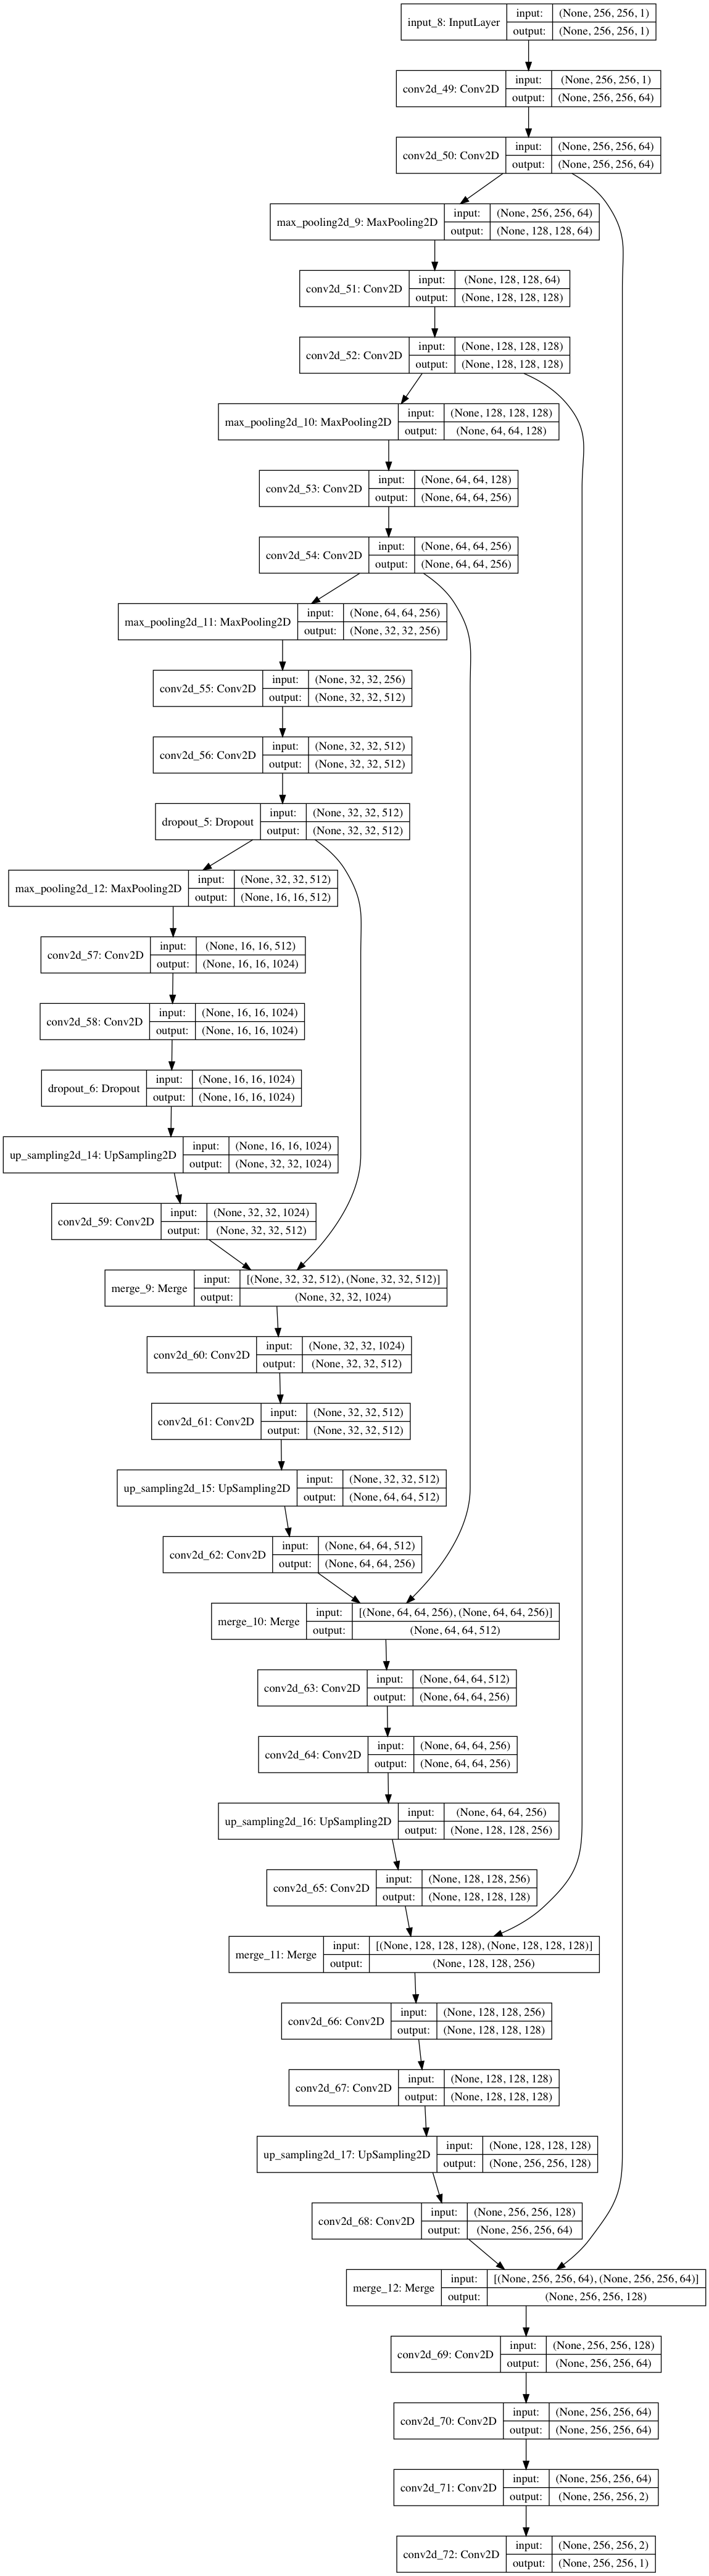 input_8: InputLayer
input: (None, 256, 256, 1)
output: (None, 256, 256, 1)
conv2d_49: Conv2D
input: (None, 256, 256, 1)
output: (None, 256, 256, 64)
conv2d_50: Conv2D
input: (None, 256, 256, 64)
output: (None, 256, 256, 64)
max_pooling2d_9: MaxPooling2D
input: (None, 256, 256, 64)
output: (None, 128, 128, 64)
conv2d_51: Conv2D
input: (None, 128, 128, 64)
output: (None, 128, 128, 128)
conv2d_52: Conv2D
input: (None, 128, 128, 128)
output: (None, 128, 128, 128)
max_pooling2d_10: MaxPooling2D
input: (None, 128, 128, 128)
output: (None, 64, 64, 128)
conv2d_53: Conv2D
input: (None, 64, 64, 128)
output: (None, 64, 64, 256)
conv2d_54: Conv2D
input: (None, 64, 64, 256)
output: (None, 64, 64, 256)
max_pooling2d_11: MaxPooling2D
input: (None, 64, 64, 256)
output: (None, 32, 32, 256)
conv2d_55: Conv2D
input: (None, 32, 32, 256)
output: (None, 32, 32, 512)
conv2d_56: Conv2D
input: (None, 32, 32, 512)
output: (None, 32, 32, 512)
dropout_5: Dropout
input: (None, 32, 32, 512)
output: (None, 32, 32, 512)
max_pooling2d_12: MaxPooling2D
input: (None, 32, 32, 512)
output: (None, 16, 16, 512)
conv2d_57: Conv2D
input: (None, 16, 16, 512)
output: (None, 16, 16, 1024)
conv2d_58: Conv2D
input: (None, 16, 16, 1024)
output: (None, 16, 16, 1024)
dropout_6: Dropout
input: (None, 16, 16, 1024)
output: (None, 16, 16, 1024)
up_sampling2d_14: UpSampling2D
input: (None, 16, 16, 1024)
output: (None, 32, 32, 1024)
conv2d_59: Conv2D
input: (None, 32, 32, 1024)
output: (None, 32, 32, 512)
merge_9: Merge
input: [(None, 32, 32, 512), (None, 32, 32, 512)]
output: (None, 32, 32, 1024)
conv2d_60: Conv2D
input: (None, 32, 32, 1024)
output: (None, 32, 32, 512)
conv2d_61: Conv2D
input: (None, 32, 32, 512)
output: (None, 32, 32, 512)
up_sampling2d_15: UpSampling2D
input: (None, 32, 32, 512)
output: (None, 64, 64, 512)
conv2d_62: Conv2D
input: (None, 64, 64, 512)
output: (None, 64, 64, 256)
merge_10: Merge
input: [(None, 64, 64, 256), (None, 64, 64, 256)]
output: (None, 64, 64, 512)
conv2d_63: Conv2D
input: (None, 64, 64, 512)
output: (None, 64, 64, 256)
conv2d_64: Conv2D
input: (None, 64, 64, 256)
output: (None, 64, 64, 256)
up_sampling2d_16: UpSampling2D
input: (None, 64, 64, 256)
output: (None, 128, 128, 256)
conv2d_65: Conv2D
input: (None, 128, 128, 256)
output: (None, 128, 128, 128)
merge_11: Merge
input: [(None, 128, 128, 128), (None, 128, 128, 128)]
output: (None, 128, 128, 256)
conv2d_66: Conv2D
input: (None, 128, 128, 256)
output: (None, 128, 128, 128)
conv2d_67: Conv2D
input: (None, 128, 128, 128)
output: (None, 128, 128, 128)
up_sampling2d_17: UpSampling2D
input: (None, 128, 128, 128)
output: (None, 256, 256, 128)
conv2d_68: Conv2D
input: (None, 256, 256, 128)
output: (None, 256, 256, 64)
merge_12: Merge
input: [(None, 256, 256, 64), (None, 256, 256, 64)]
output: (None, 256, 256, 128)
conv2d_69: Conv2D
input: (None, 256, 256, 128)
output: (None, 256, 256, 64)
conv2d_70: Conv2D
input: (None, 256, 256, 64)
output: (None, 256, 256, 64)
conv2d_71: Conv2D
input: (None, 256, 256, 64)
output: (None, 256, 256, 2)
conv2d_72: Conv2D
input: (None, 256, 256, 2)
output: (None, 256, 256, 1)